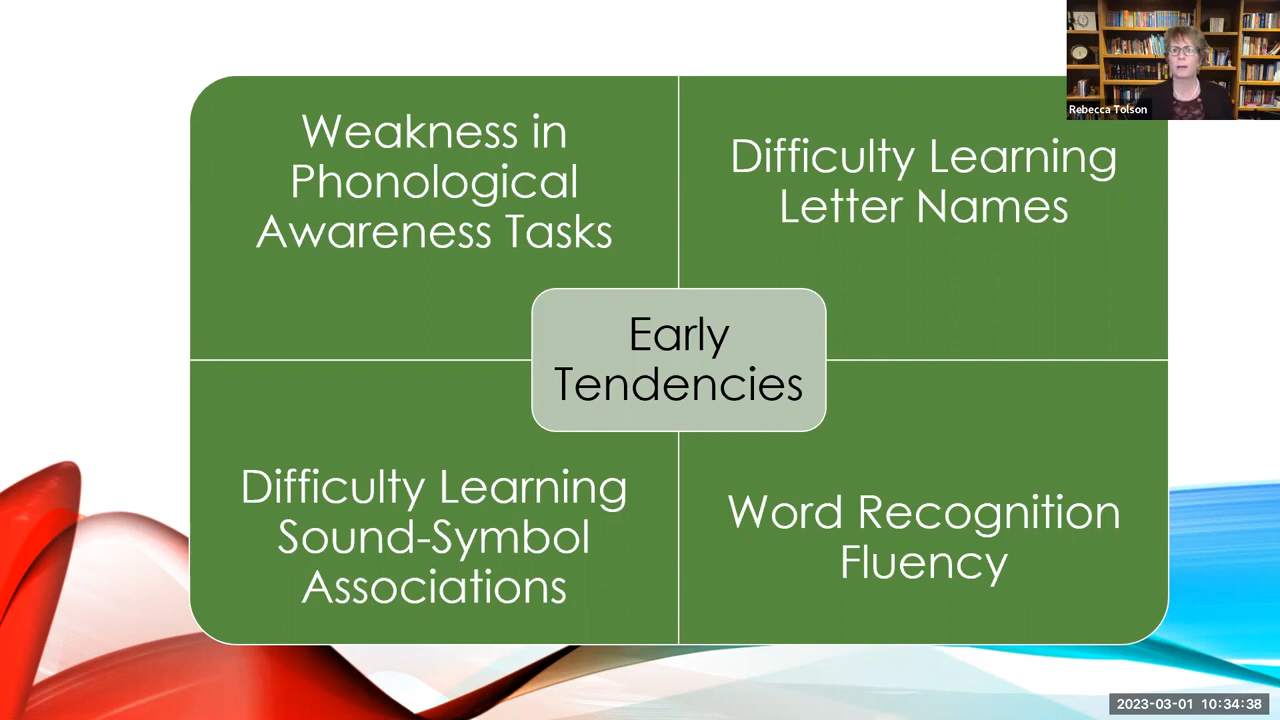 Rebecca Tolson
Weakness in
Phonological
Awareness Tasks
Difficulty Learning
Letter Names
Early
Tendencies
Difficulty Learning
Sound-Symbol
Associations
Word Recognition
Fluency
2023-03-01 10:34:38